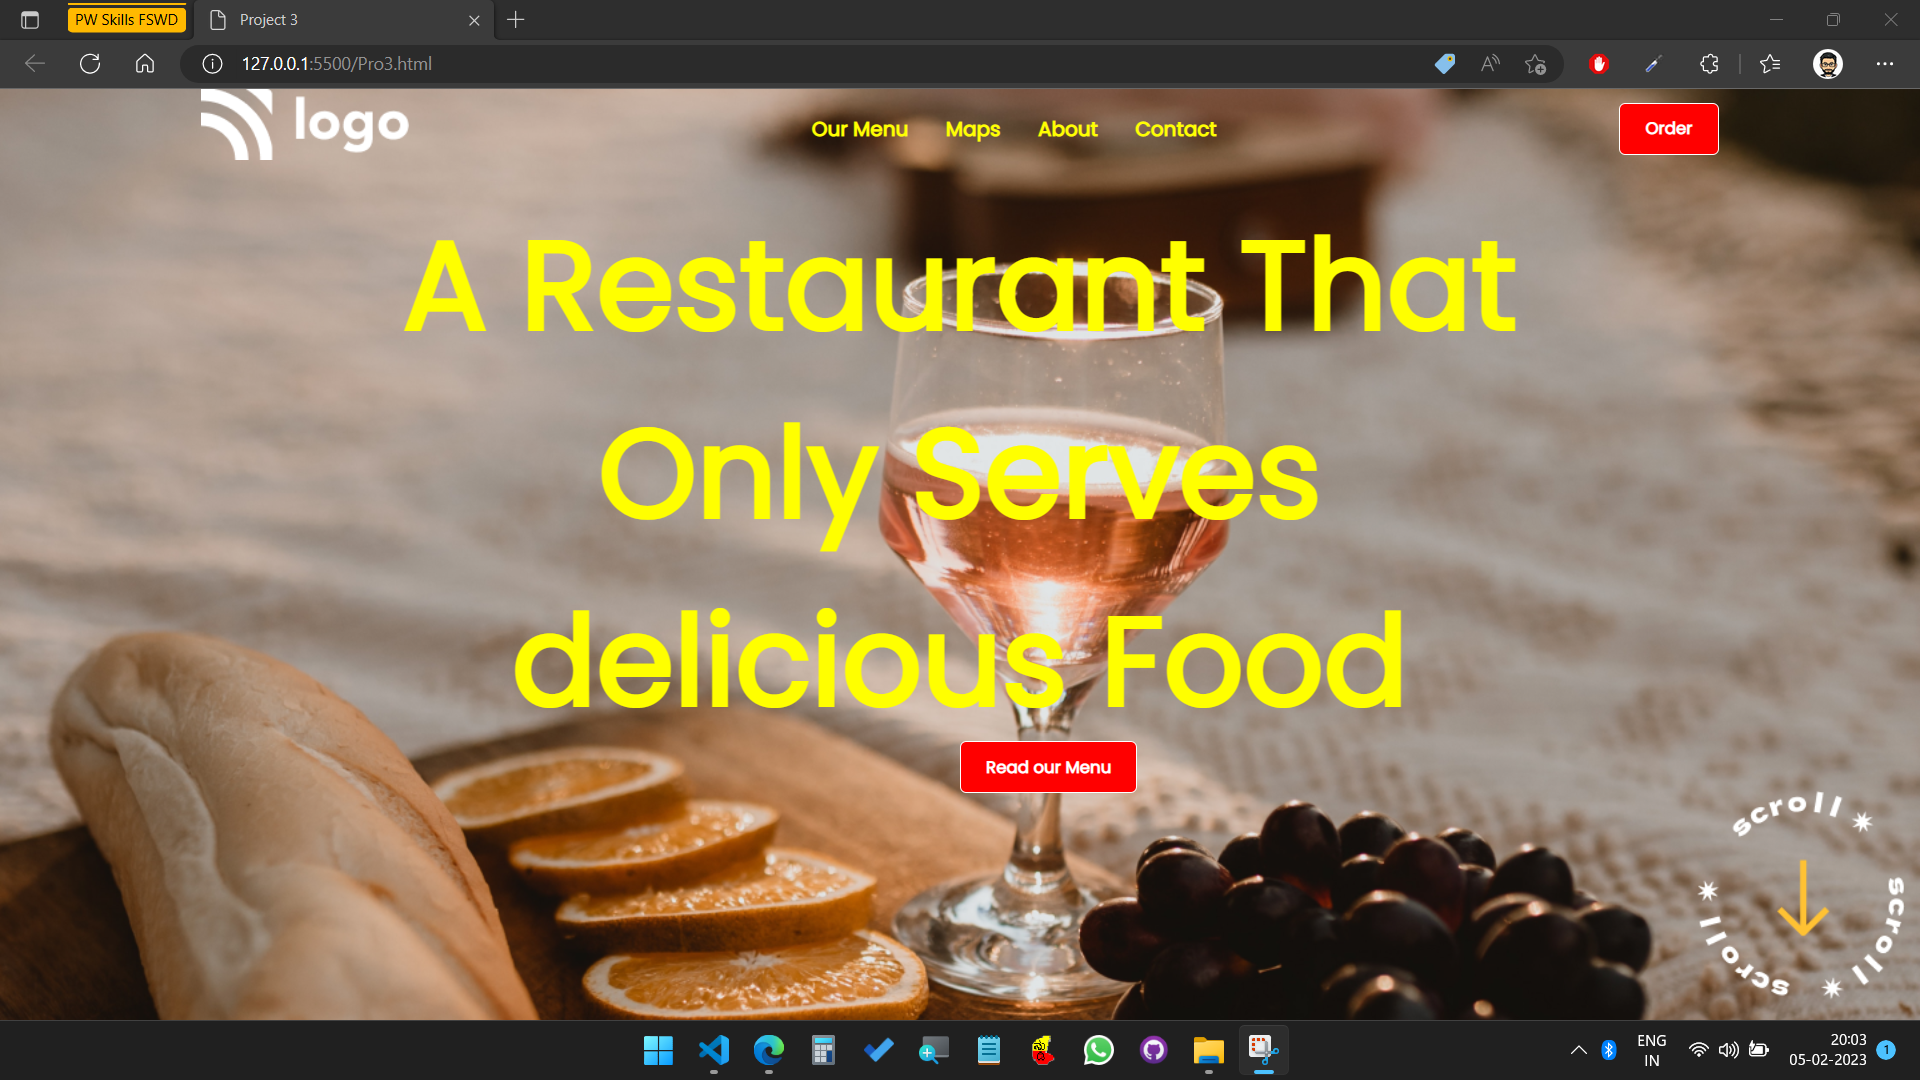 PW Skills FSWD
Project 3
127.0.0.1:5500/Pro3.html
logo
Our Menu Maps About Contact
Order
A Restaurant That
Only Serves
delicious Food
Read our Menu
scroll
scroll
scroll
ENG
IN
20:03
05-02-2023
1